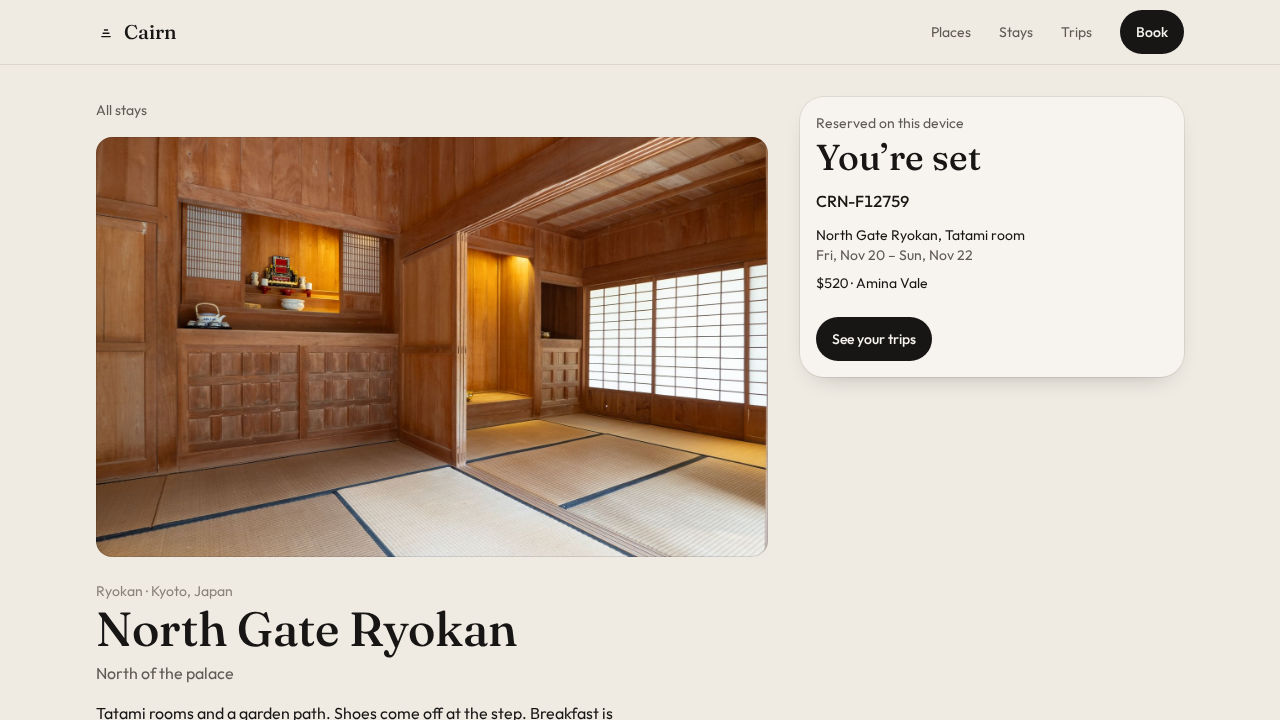 Cairn
Places
Stays
Trips
Book
All stays
Ryokan · Kyoto, Japan
North Gate Ryokan
North of the palace
Tatami rooms and a garden path. Shoes come off at the step. Breakfast is
Reserved on this device
You’re set
CRN-F12759
North Gate Ryokan, Tatami room
Fri, Nov 20 – Sun, Nov 22
$520 · Amina Vale
See your trips